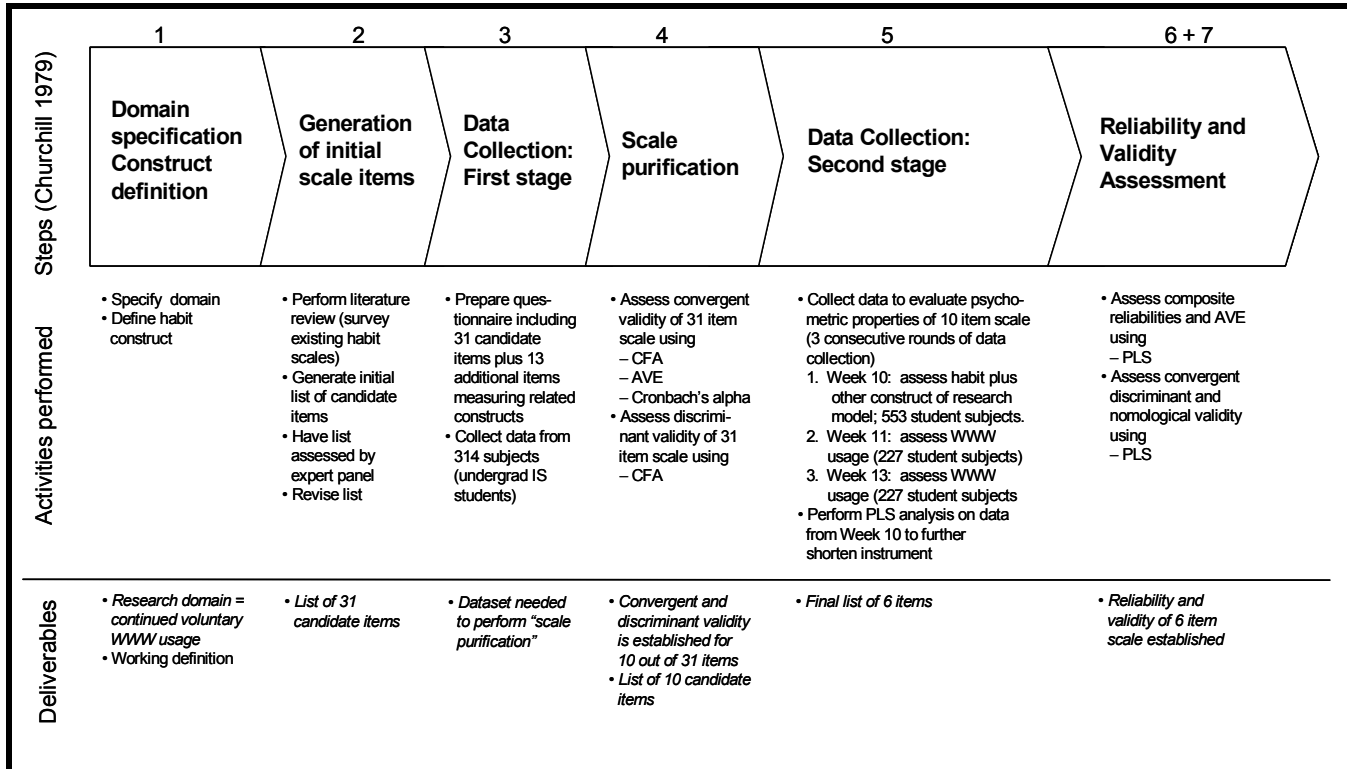 1
2
3
4
5
6 + 7
Steps (Churchill 1979)
Domain
specification
Construct
definition
Generation
of initial
scale items
Data
Collection:
First stage
Scale
purification
Data Collection:
Second stage
Reliability and
Validity
Assessment
Activities performed
• Specify domain
• Define habit
construct
• Perform literature
review (survey
existing habit
scales)
• Generate initial
list of candidate
items
• Have list
assessed by
expert panel
• Revise list
• Prepare ques-
tionnaire including
31 candidate
items plus 13
additional items
measuring related
constructs
• Collect data from
314 subjects
(undergrad IS
students)
• Assess convergent
validity of 31 item
scale using
– CFA
– AVE
– Cronbach's alpha
• Assess discrimi-
nant validity of 31
item scale using
– CFA
• Collect data to evaluate psycho-
metric properties of 10 item scale
(3 consecutive rounds of data
collection)
1. Week 10: assess habit plus
other construct of research
model; 553 student subjects.
2. Week 11: assess WWW
usage (227 student subjects)
3. Week 13: assess WWW
usage (227 student subjects
• Perform PLS analysis on data
from Week 10 to further
shorten instrument
• Assess composite
reliabilities and AVE
using
– PLS
• Assess convergent
discriminant and
nomological validity
using
– PLS
Deliverables
• Research domain =
continued voluntary
WWW usage
• Working definition
• List of 31
candidate items
• Dataset needed
to perform “scale
purification”
• Convergent and
discriminant validity
is established for
10 out of 31 items
• List of 10 candidate
items
• Final list of 6 items
• Reliability and
validity of 6 item
scale established